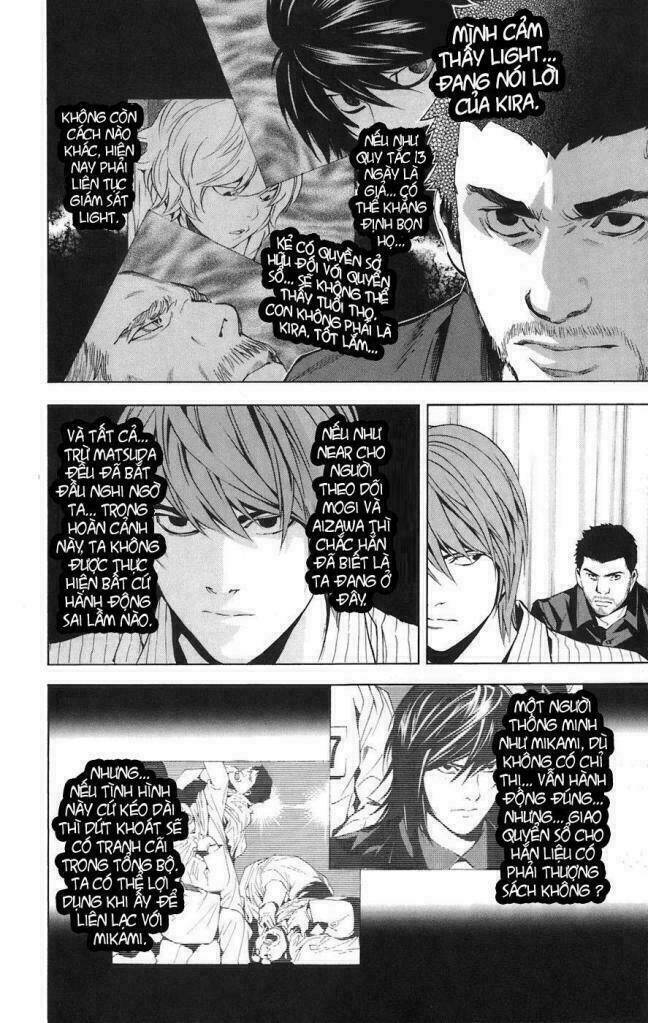 MÌNH CẢM
THẤY LIGHT...
ĐANG NÓI LỜI
CỦA KIRA.
NẾU NHƯ
QUY TẮC 13
NGÀY LÀ
GIẢ... CÓ
THỂ KHẲNG
ĐỊNH BỌN
HỌ...
KHÔNG CÒN
CÁCH NÀO
KHÁC, HIỆN
NAY PHẢI
LIÊN TỤC
GIÁM SÁT
LIGHT.
KẺ CÓ QUYỀN SỞ
HỮU ĐỐI VỚI QUYỂN
SỔ... SẼ KHÔNG THỂ
THẤY TUỔI THỌ.
CON KHÔNG PHẢI LÀ
KIRA. TỐT LẮM...
NẾU NHƯ
NEAR CHO
NGƯỜI
THEO DÕI
MOGI VÀ
AIZAWA THÌ
CHẮC HẲN
ĐÃ BIẾT LÀ
TA ĐANG Ở
ĐÂY.
VÀ TẤT CẢ...
TRỪ MATSUDA
ĐỀU ĐÃ BẮT
ĐẦU NGHI NGỜ
TA... TRONG
HOÀN CẢNH
NÀY, TA KHÔNG
ĐƯỢC THỰC
HIỆN BẤT CỨ
HÀNH ĐỘNG
SAI LẦM NÀO.
MỘT NGƯỜI
THÔNG MINH
NHƯ MIKAMI, DÙ
KHÔNG CÓ CHỈ
THỊ... VẪN HÀNH
ĐỘNG ĐÚNG...
NHƯNG... GIAO
QUYỂN SỔ CHO
HẮN LIỆU CÓ
PHẢI THƯỢNG
SÁCH KHÔNG ?
NHƯNG...
NẾU TÌNH HÌNH
NÀY CỨ KÉO DÀI
THÌ DỨT KHOÁT SẼ
CÓ TRANH CÃI
TRONG TỔNG BỘ.
TA CÓ THỂ LỢI
DỤNG KHI ẤY ĐỂ
LIÊN LẠC VỚI
MIKAMI.